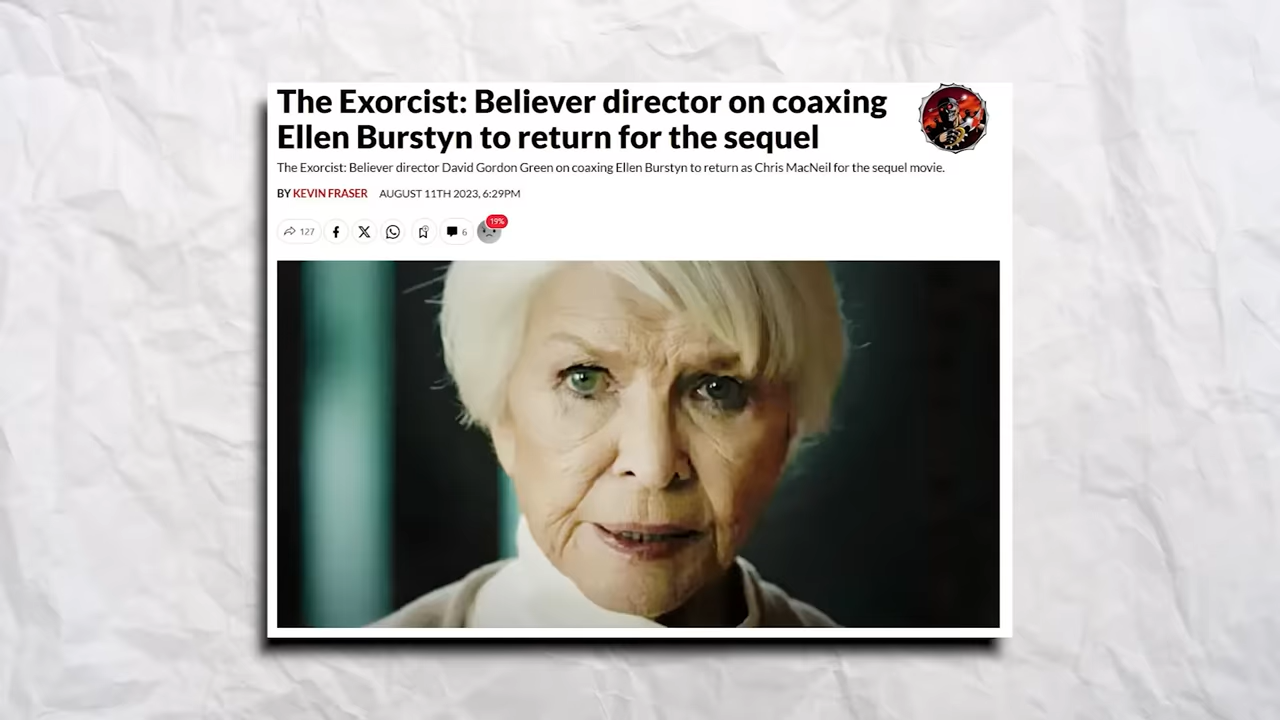 The Exorcist: Believer director on coaxing
Ellen Burstyn to return for the sequel
The Exorcist: Believer director David Gordon Green on coaxing Ellen Burstyn to return as Chris MacNeil for the sequel movie.
BY KEVIN FRASER AUGUST 11TH 2023, 6:29PM
127 6 19%